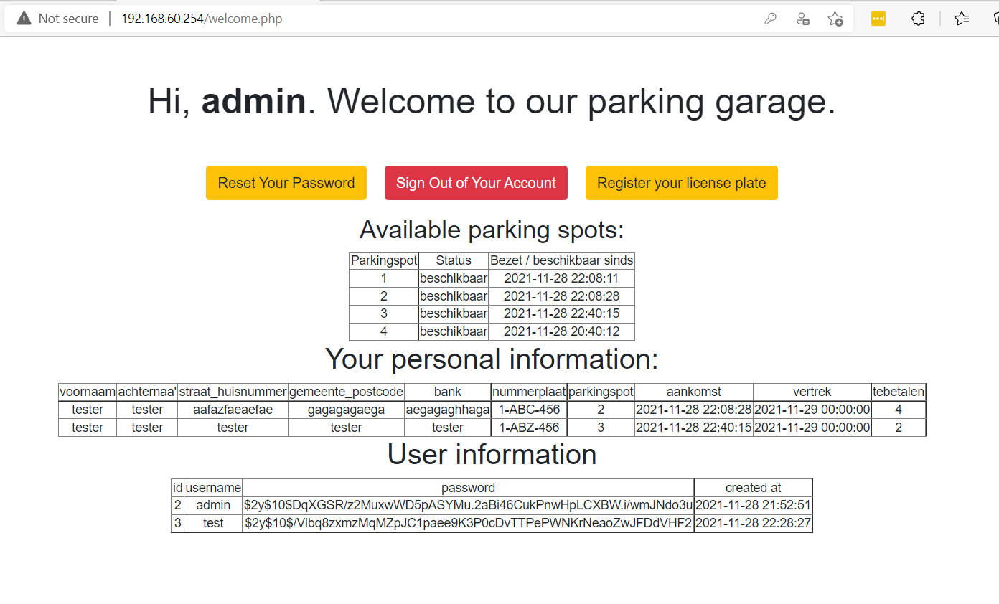 Not secure 192.168.60.254/welcome.php
Hi, admin. Welcome to our parking garage.
Reset Your Password Sign Out of Your Account Register your license plate
Available parking spots:
Parkingspot Status Bezet / beschikbaar sinds
1 beschikbaar 2021-11-28 22:08:11
2 beschikbaar 2021-11-28 22:08:28
3 beschikbaar 2021-11-28 22:40:15
4 beschikbaar 2021-11-28 20:40:12
Your personal information:
voornaam achternaa' straat_huisnummer gemeente_postcode bank nummerplaat parkingspot aankomst vertrek tebetalen
tester tester aafazfaeaefae gagagagaega aegagaghhaga 1-ABC-456 2 2021-11-28 22:08:28 2021-11-29 00:00:00 4
tester tester tester tester tester 1-ABZ-456 3 2021-11-28 22:40:15 2021-11-29 00:00:00 2
User information
id username password created at
2 admin $2y$10$DqXGSR/z2MuxwWD5pASYMu.2aBi46CukPnwHpLCXBW.i/wmJNdo3u 2021-11-28 21:52:51
3 test $2y$10$/Vlbq8zxmzMqMZpJC1paee9K3P0cDvTTPePWNKrNeaoZwJFDdVHF2 2021-11-28 22:28:27